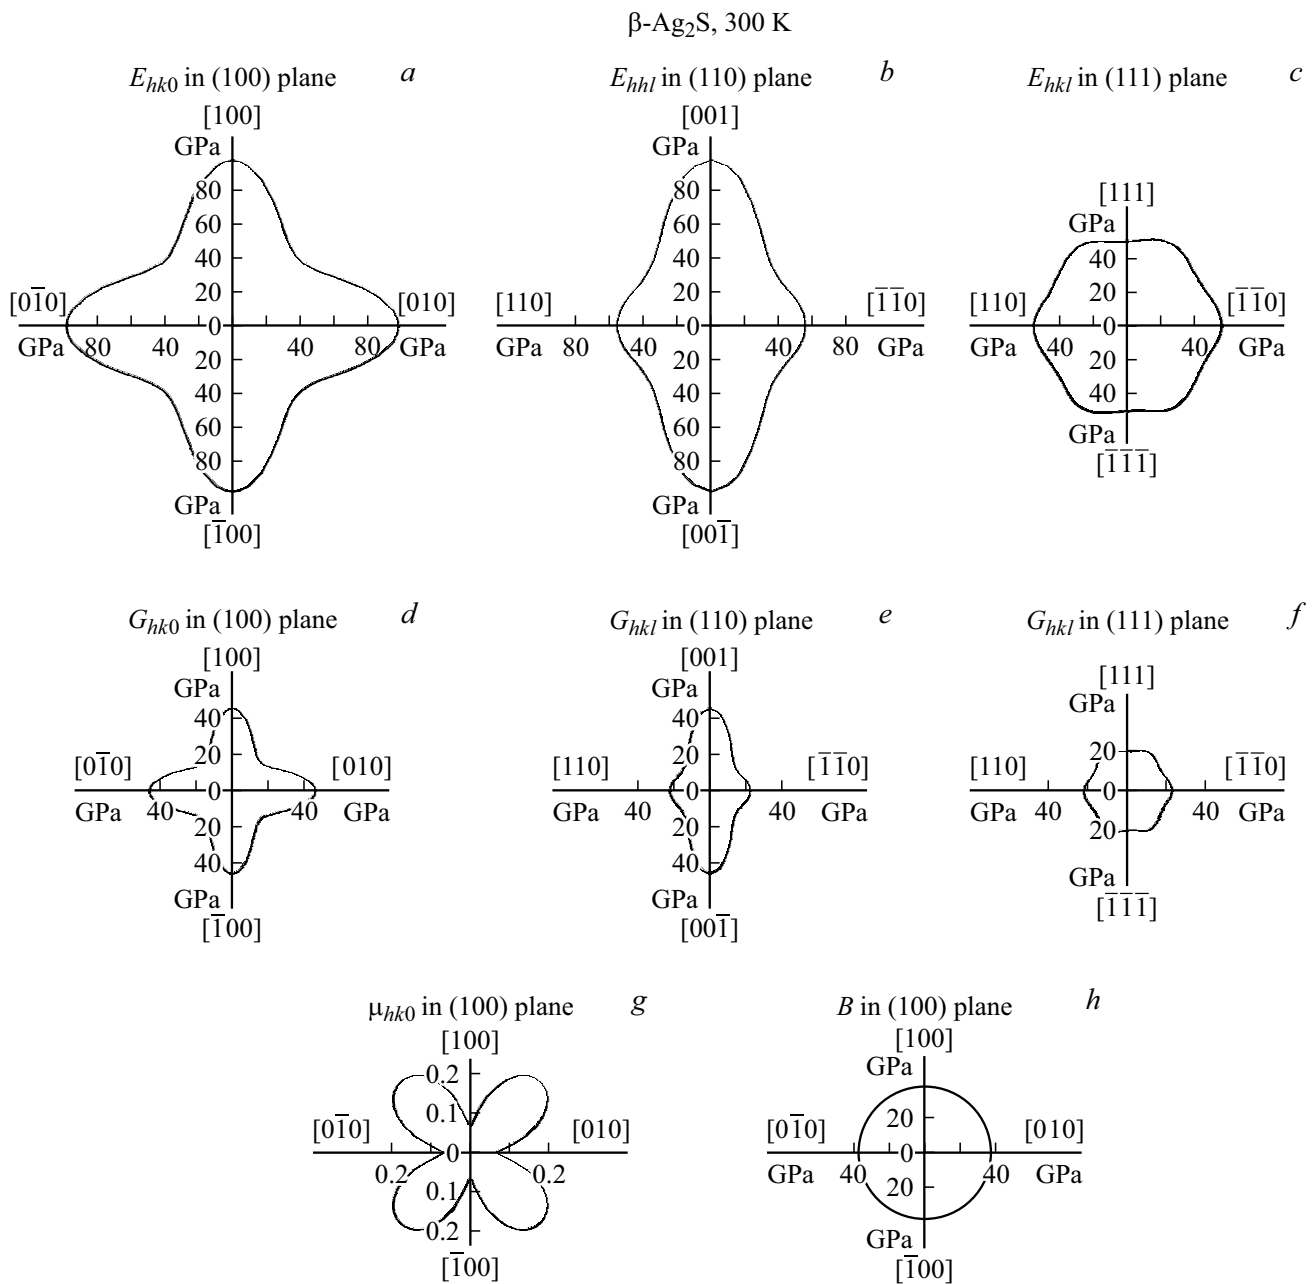 β-Ag2S, 300 K
Ehk0 in (100) plane a
[100]
GPa
80
60
40
20
0
20
40
60
80
GPa
[1̅00]
[01̅0]
GPa 80 40
[010]
40 80 GPa
Ehhl in (110) plane b
[001]
GPa
80
60
40
20
0
20
40
60
80
GPa
[001̅]
[110]
GPa 80 40
[1̅1̅0]
40 80 GPa
Ehkl in (111) plane c
[111]
GPa
40
20
0
20
40
GPa
[1̅1̅1̅]
[110]
GPa 40
[1̅1̅0]
40 GPa
Ghk0 in (100) plane d
[100]
GPa
40
20
0
20
40
GPa
[1̅00]
[01̅0]
GPa 40
[010]
40 GPa
Ghkl in (110) plane e
[001]
GPa
40
20
0
20
40
GPa
[001̅]
[110]
GPa 40
[1̅1̅0]
40 GPa
Ghkl in (111) plane f
[111]
GPa
20
0
20
GPa
[1̅1̅1̅]
[110]
GPa 40
[1̅1̅0]
40 GPa
μhk0 in (100) plane g
[100]
0.2
0.1
0
0.1
0.2
[1̅00]
[01̅0]
0.2
[010]
0.2
B in (100) plane h
[100]
GPa
20
0
20
GPa
[1̅00]
[01̅0]
GPa 40
[010]
40 GPa